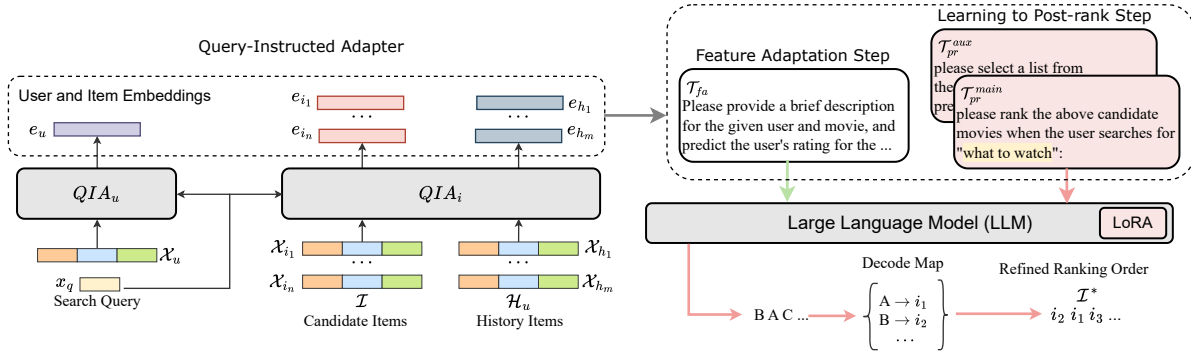 Query-Instructed Adapter
User and Item Embeddings
e_u
e_{i_1}
...
e_{i_n}
e_{h_1}
...
e_{h_m}
QIA_u
QIA_i
𝒳_u
x_q
Search Query
𝒳_{i_1}
...
𝒳_{i_n}
ℐ
Candidate Items
𝒳_{h_1}
...
𝒳_{h_m}
ℋ_u
History Items
Feature Adaptation Step
𝒯_{fa}
Please provide a brief description
for the given user and movie, and
predict the user's rating for the ...
Learning to Post-rank Step
𝒯_{pr}^{aux}
please select a list from
the
pre
𝒯_{pr}^{main}
please rank the above candidate
movies when the user searches for
"what to watch":
Large Language Model (LLM)
LoRA
B A C ...
Decode Map
A → i_1
B → i_2
...
Refined Ranking Order
ℐ*
i_2 i_1 i_3 ...